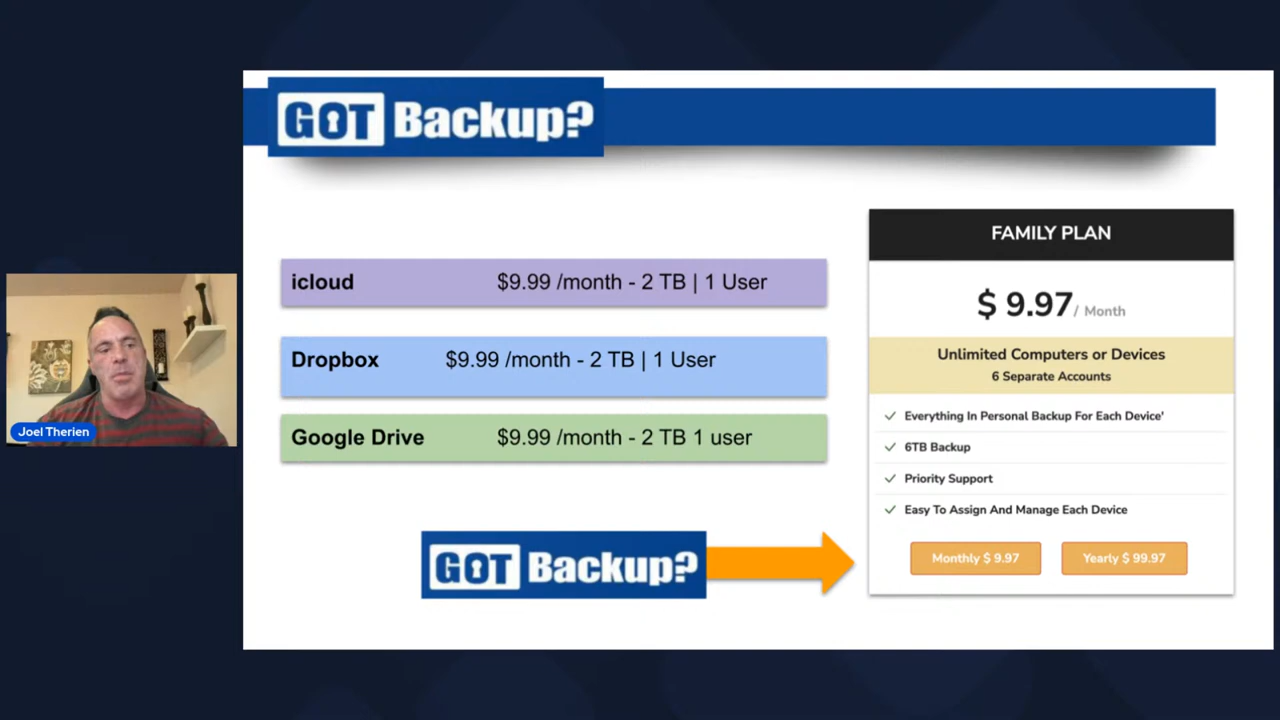 GOT Backup?
icloud $9.99 /month - 2 TB | 1 User
Dropbox $9.99 /month - 2 TB | 1 User
Google Drive $9.99 /month - 2 TB 1 user
GOT Backup?
FAMILY PLAN
$ 9.97/ Month
Unlimited Computers or Devices
6 Separate Accounts
Everything In Personal Backup For Each Device'
6TB Backup
Priority Support
Easy To Assign And Manage Each Device
Monthly $ 9.97
Yearly $ 99.97
Joel Therien